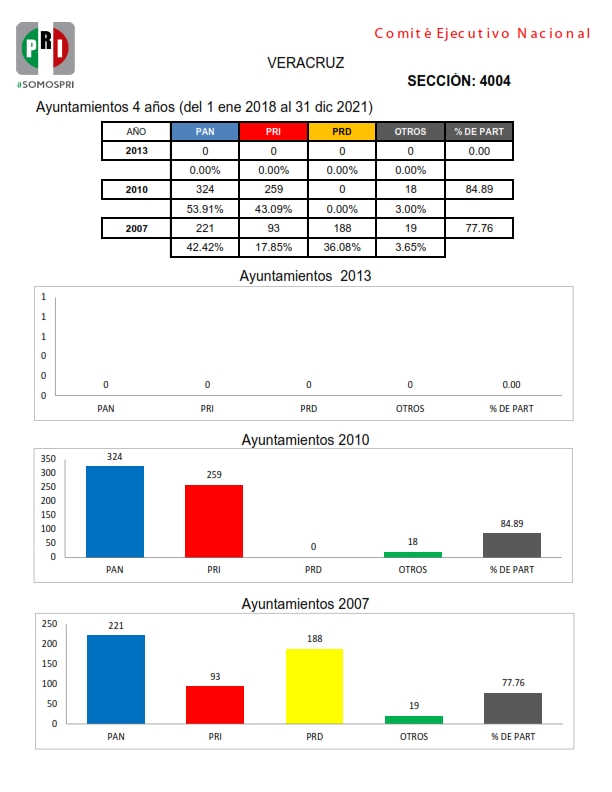 Comité Ejecutivo Nacional
PRI
#SOMOSPRI
VERACRUZ
SECCIÓN: 4004
Ayuntamientos 4 años (del 1 ene 2018 al 31 dic 2021)
AÑO PAN PRI PRD OTROS % DE PART
2013 0 0 0 0 0.00
0.00% 0.00% 0.00% 0.00%
2010 324 259 0 18 84.89
53.91% 43.09% 0.00% 3.00%
2007 221 93 188 19 77.76
42.42% 17.85% 36.08% 3.65%
Ayuntamientos 2013
1
1
1
0
0
0
0 0 0 0 0.00
PAN PRI PRD OTROS % DE PART
Ayuntamientos 2010
350
300
250
200
150
100
50
0
324 259 0 18 84.89
PAN PRI PRD OTROS % DE PART
Ayuntamientos 2007
250
200
150
100
50
0
221 93 188 19 77.76
PAN PRI PRD OTROS % DE PART